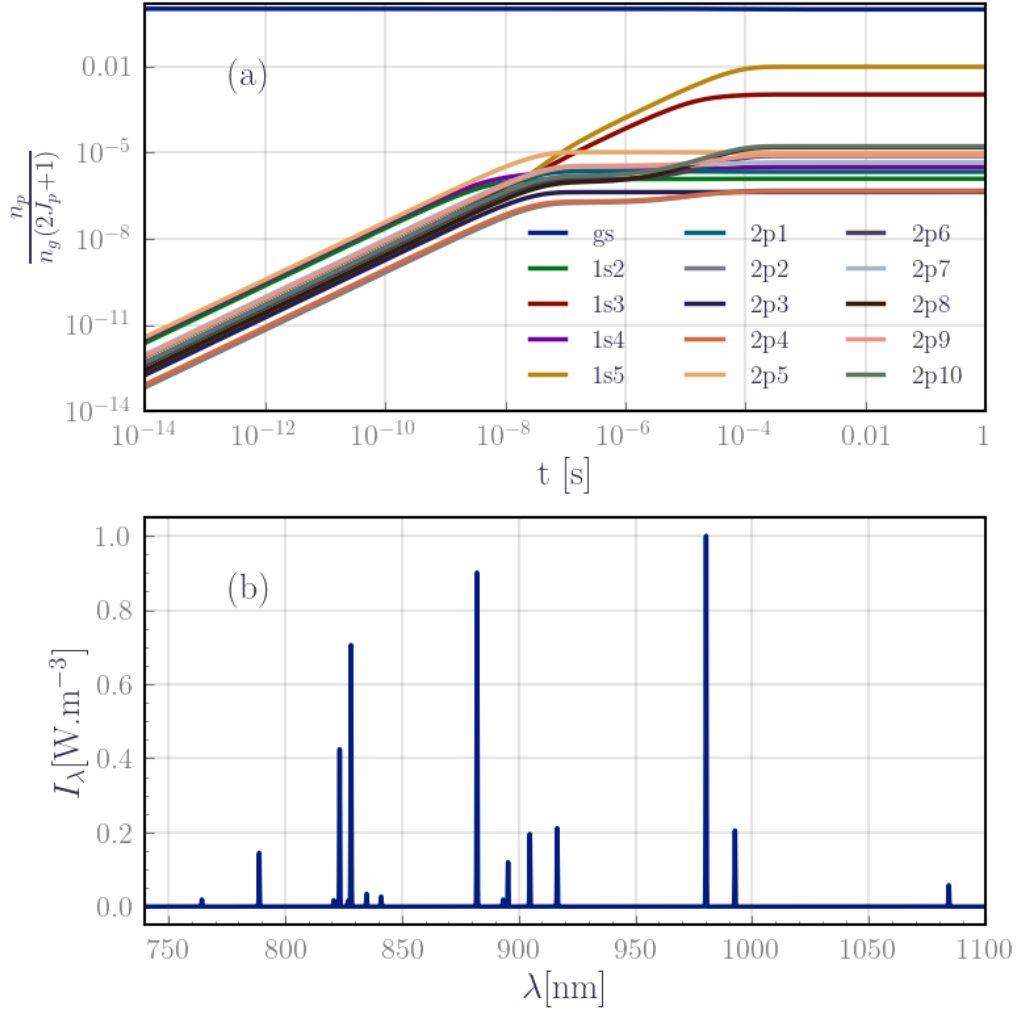 (a)
0.01
10⁻⁵
10⁻⁸
10⁻¹¹
10⁻¹⁴
n_p / n_g(2J_p+1)
gs 2p1 2p6
1s2 2p2 2p7
1s3 2p3 2p8
1s4 2p4 2p9
1s5 2p5 2p10
10⁻¹⁴ 10⁻¹² 10⁻¹⁰ 10⁻⁸ 10⁻⁶ 10⁻⁴ 0.01 1
t [s]
(b)
1.0
0.8
0.6
0.4
0.2
0.0
I_λ[W.m⁻³]
750 800 850 900 950 1000 1050 1100
λ[nm]